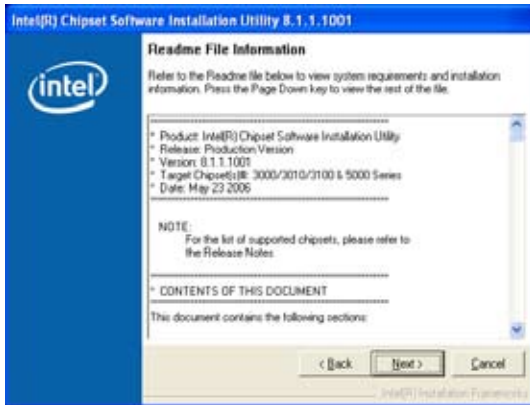 Intel(R) Chipset Software Installation Utility 8.1.1.1001
intel
Readme File Information
Refer to the Readme file below to view system requirements and installation
information. Press the Page Down key to view the rest of the file.
************************************************************
* Product: Intel(R) Chipset Software Installation Utility
* Release: Production Version
* Version: 8.1.1.1001
* Target Chipset(s)#: 3000/3010/3100 & 5000 Series
* Date: May 23 2006
************************************************************
NOTE:
For the list of supported chipsets, please refer to
the Release Notes
************************************************************
* CONTENTS OF THIS DOCUMENT
************************************************************
This document contains the following sections:
< Back
Next >
Cancel
Intel(R) Installation Framework